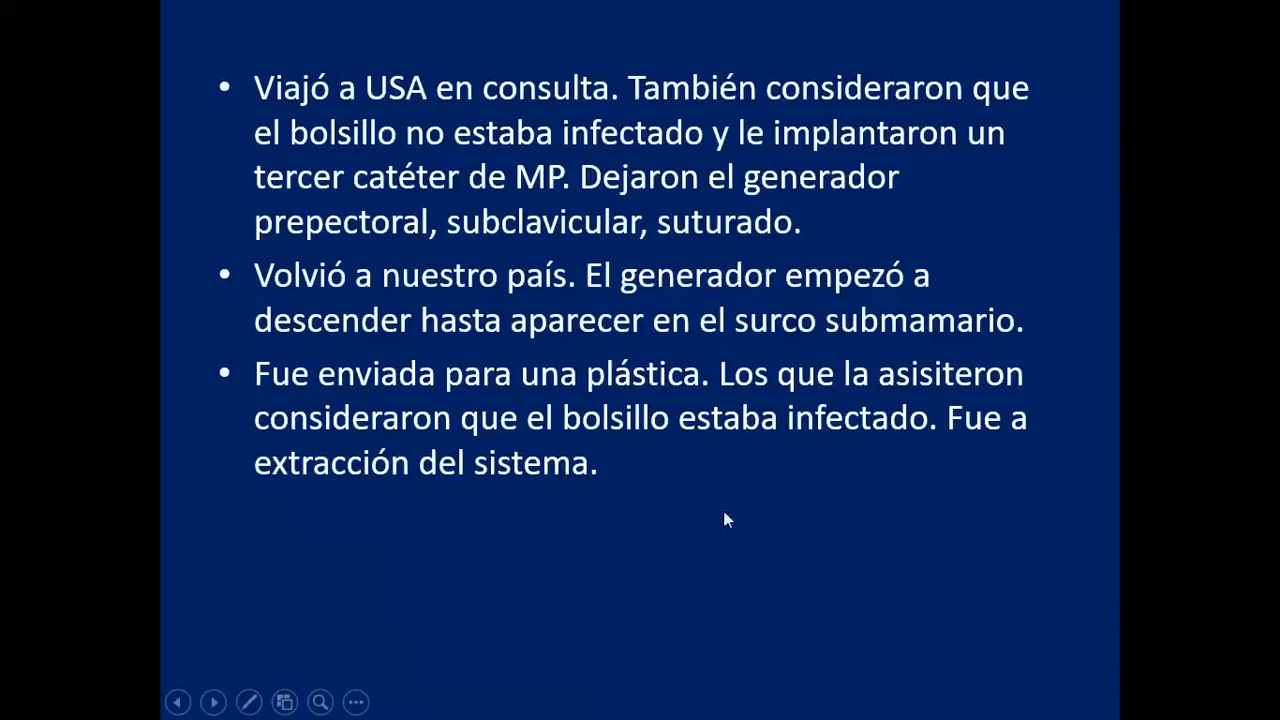 • Viajó a USA en consulta. También consideraron que
el bolsillo no estaba infectado y le implantaron un
tercer catéter de MP. Dejaron el generador
prepectoral, subclavicular, suturado.
• Volvió a nuestro país. El generador empezó a
descender hasta aparecer en el surco submamario.
• Fue enviada para una plástica. Los que la asisiteron
consideraron que el bolsillo estaba infectado. Fue a
extracción del sistema.